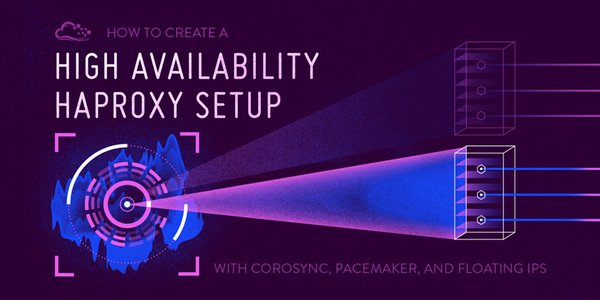 HOW TO CREATE A
HIGH AVAILABILITY
HAPROXY SETUP
WITH COROSYNC, PACEMAKER, AND FLOATING IPS